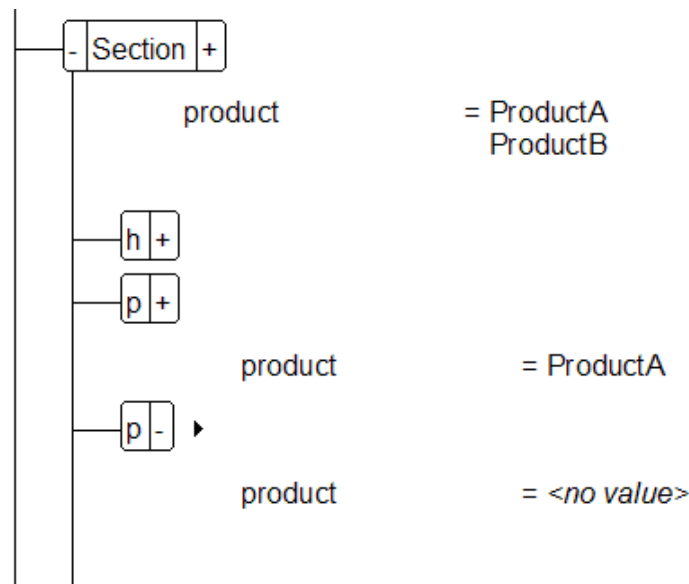 - Section +
product = ProductA
ProductB
h +
p +
product = ProductA
p -
product = <no value>